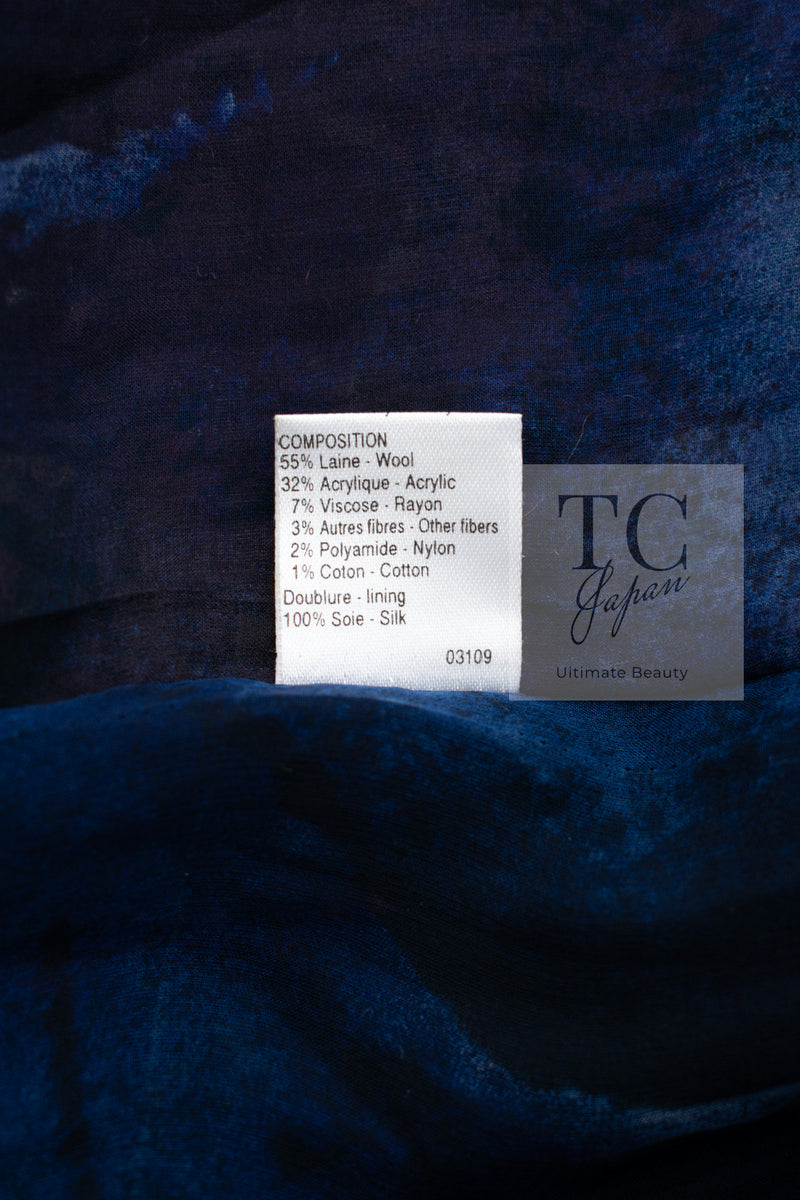 COMPOSITION
55% Laine - Wool
32% Acrylique - Acrylic
7% Viscose - Rayon
3% Autres fibres - Other fibers
2% Polyamide - Nylon
1% Coton - Cotton
Doublure - lining
100% Soie - Silk
03109
TC
Japan
Ultimate Beauty